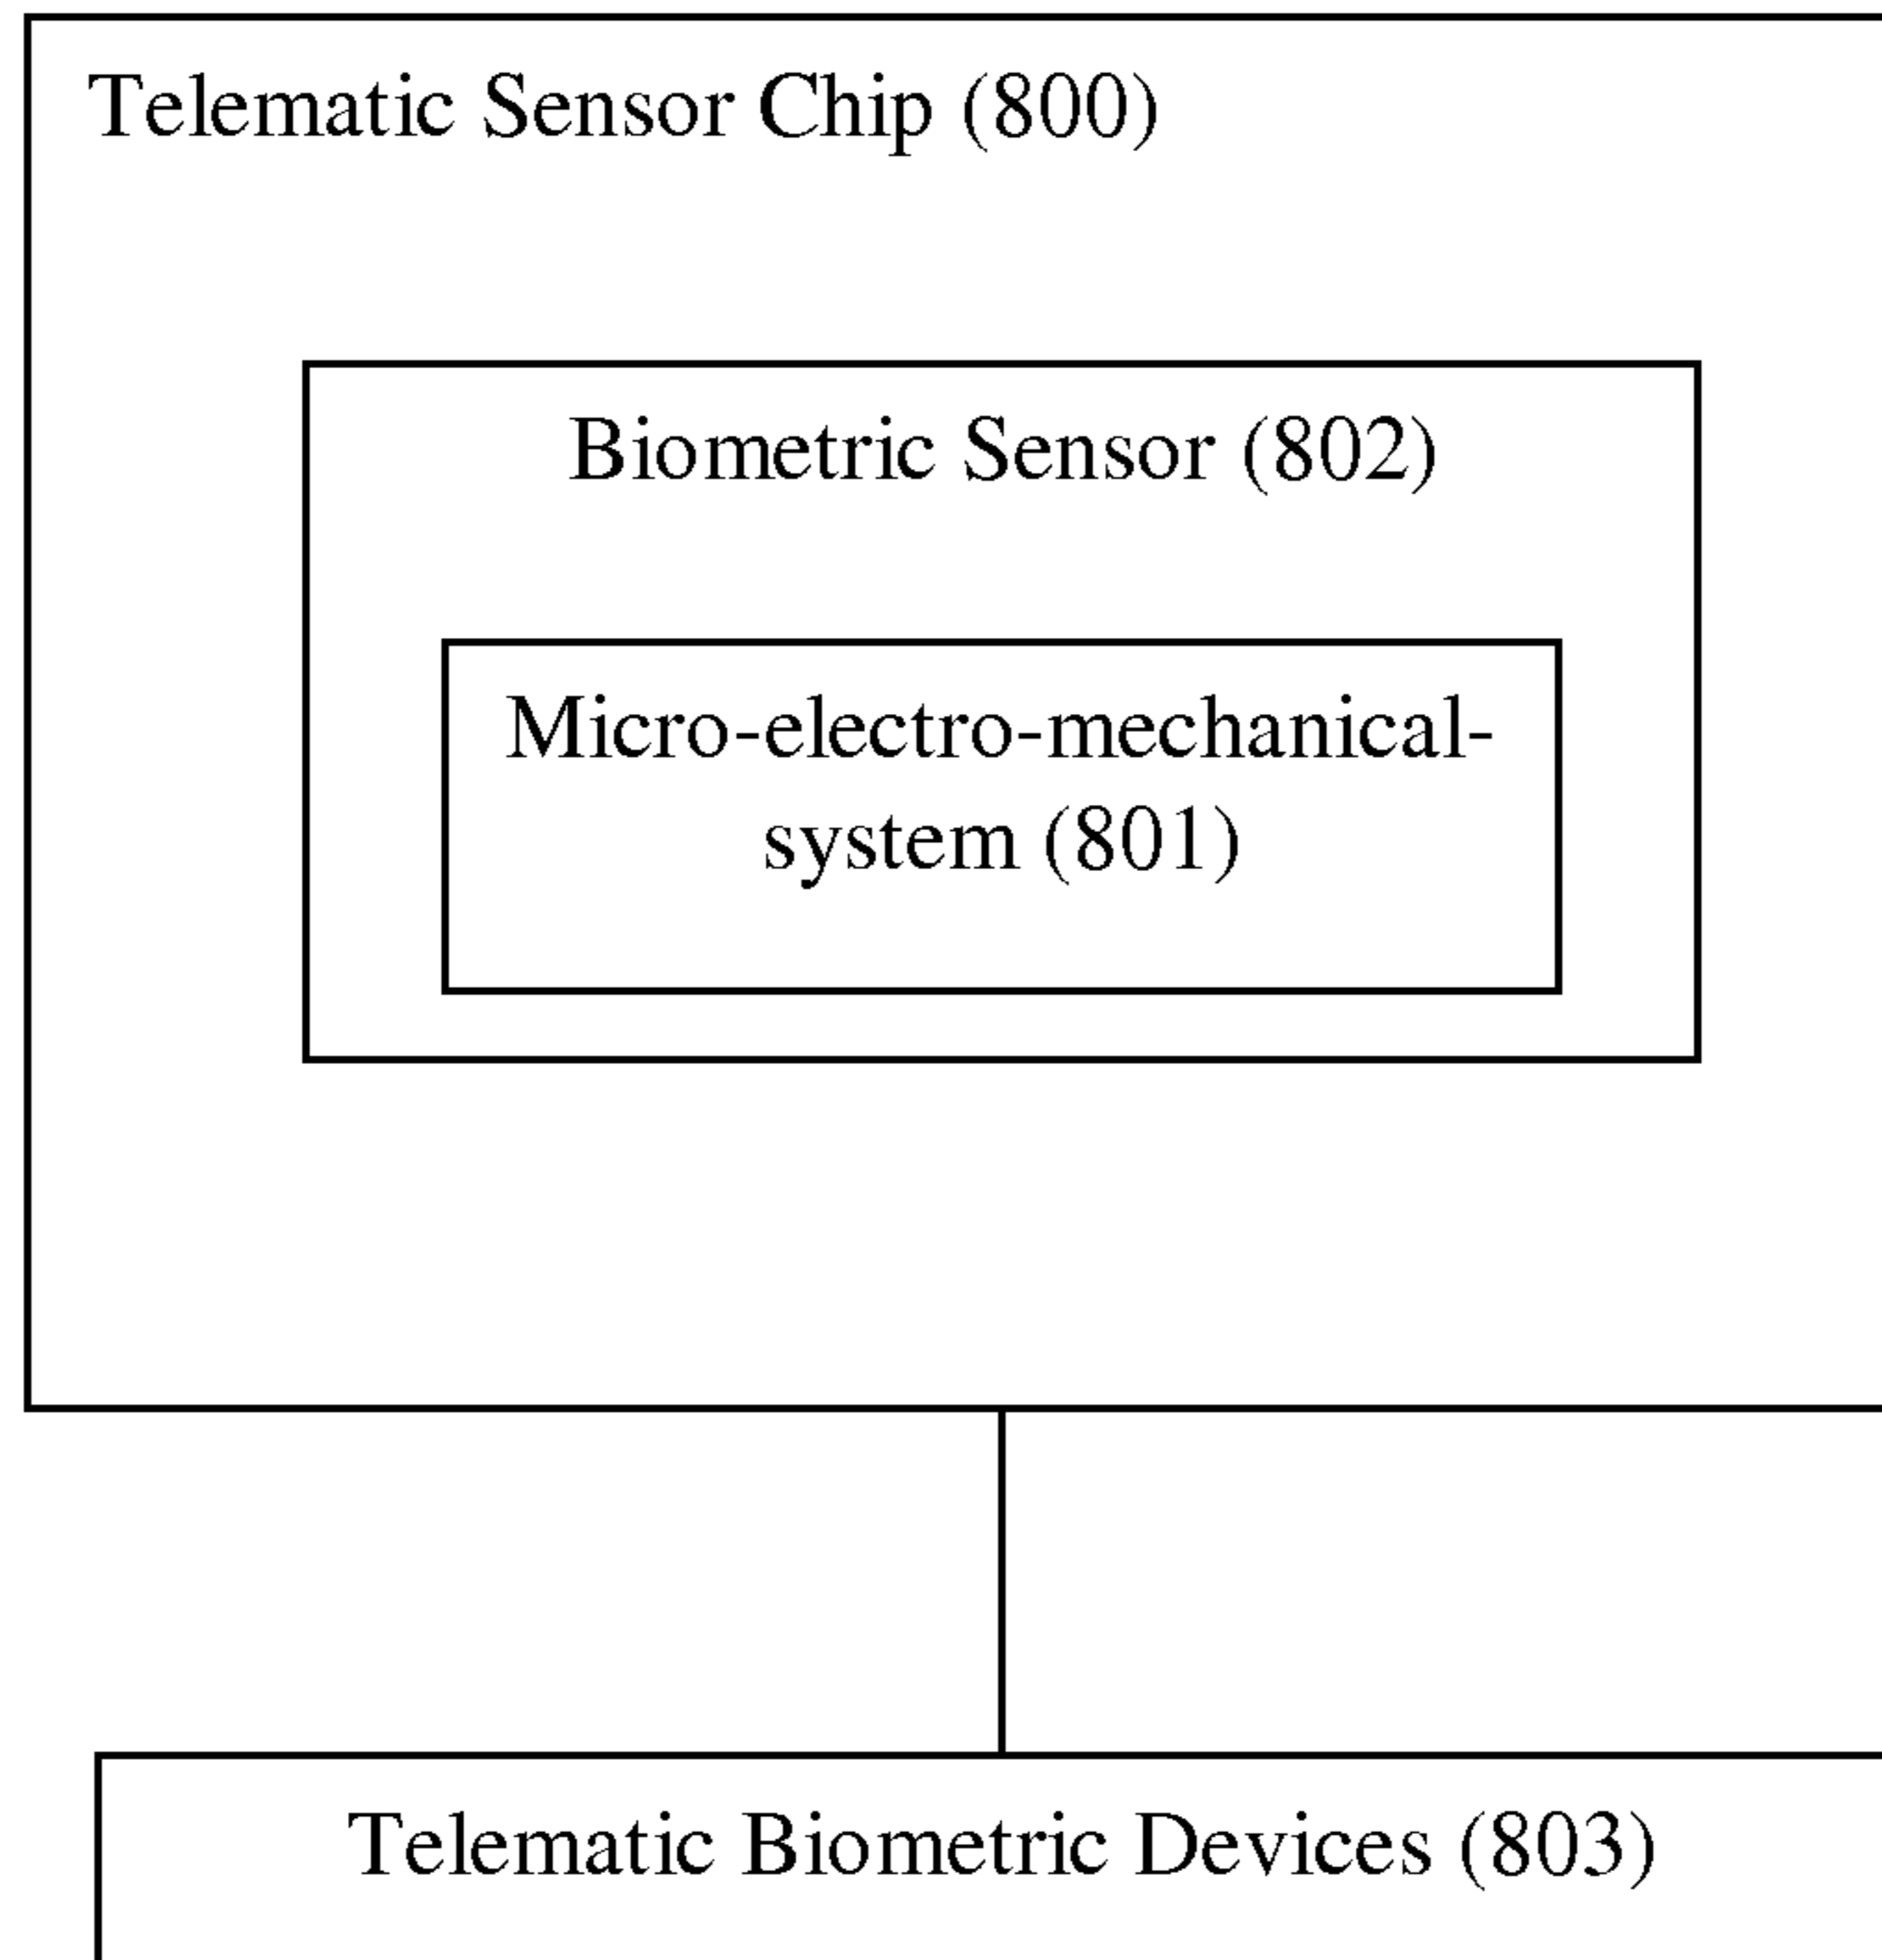 Telematic Sensor Chip (800)
Biometric Sensor (802)
Micro-electro-mechanical-
system (801)
Telematic Biometric Devices (803)